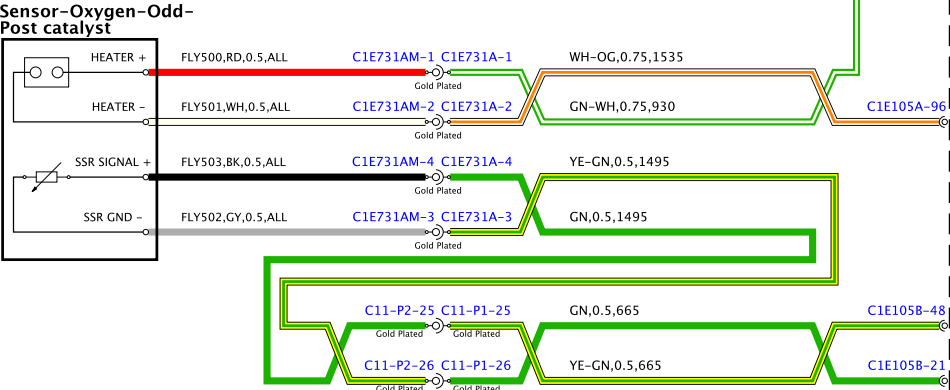 Sensor-Oxygen-Odd-
Post catalyst
HEATER + FLY500,RD,0.5,ALL C1E731AM-1 C1E731A-1 WH-OG,0.75,1535
Gold Plated
HEATER - FLY501,WH,0.5,ALL C1E731AM-2 C1E731A-2 GN-WH,0.75,930 C1E105A-96
Gold Plated
SSR SIGNAL + FLY503,BK,0.5,ALL C1E731AM-4 C1E731A-4 YE-GN,0.5,1495
Gold Plated
SSR GND - FLY502,GY,0.5,ALL C1E731AM-3 C1E731A-3 GN,0.5,1495
Gold Plated
C11-P2-25 C11-P1-25 GN,0.5,665 C1E105B-48
Gold Plated Gold Plated
C11-P2-26 C11-P1-26 YE-GN,0.5,665 C1E105B-21
Gold Plated Gold Plated